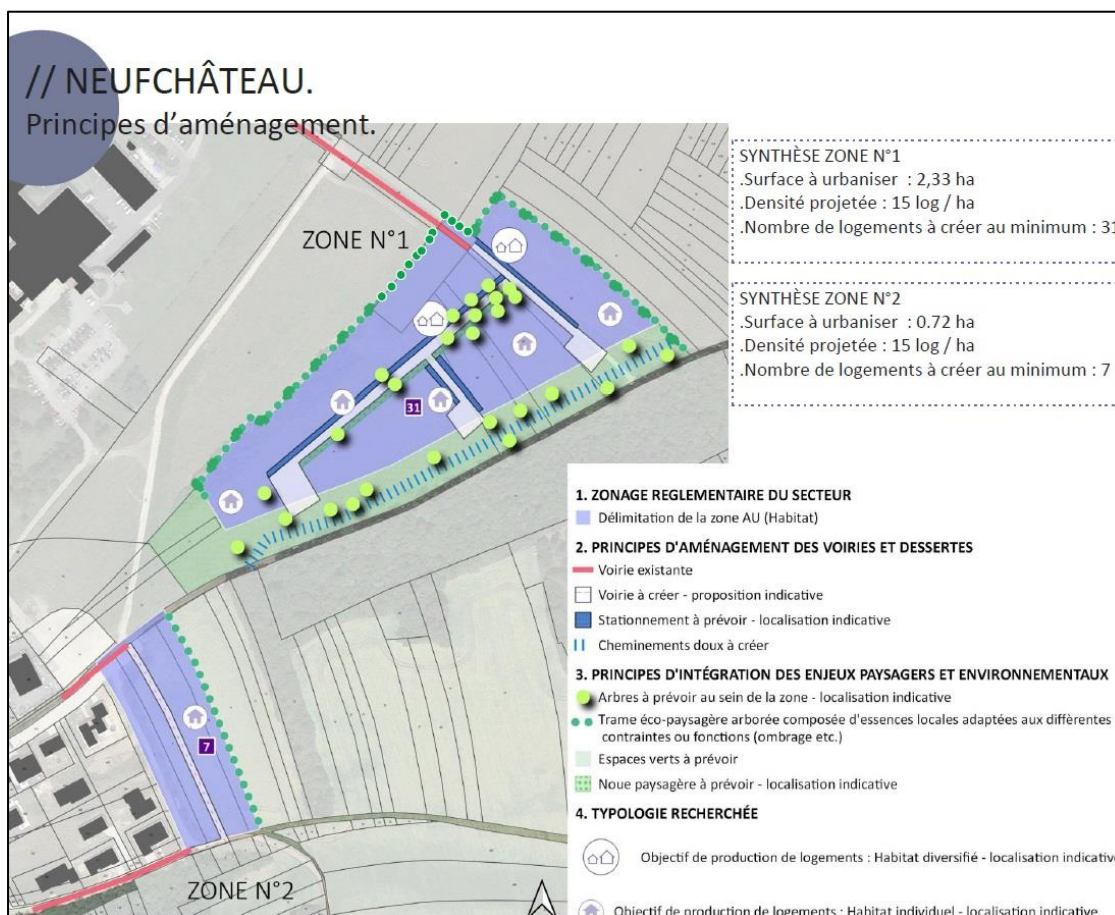 // NEUFCHÂTEAU.
Principes d'aménagement.
SYNTHÈSE ZONE N°1
.Surface à urbaniser : 2,33 ha
.Densité projetée : 15 log / ha
.Nombre de logements à créer au minimum : 31
ZONE N°1
SYNTHÈSE ZONE N°2
.Surface à urbaniser : 0.72 ha
.Densité projetée : 15 log / ha
.Nombre de logements à créer au minimum : 7
31
1. ZONAGE REGLEMENTAIRE DU SECTEUR
Délimitation de la zone AU (Habitat)
2. PRINCIPES D'AMÉNAGEMENT DES VOIRIES ET DESSERTES
Voirie existante
Voirie à créer - proposition indicative
Stationnement à prévoir - localisation indicative
Cheminements doux à créer
3. PRINCIPES D'INTÉGRATION DES ENJEUX PAYSAGERS ET ENVIRONNEMENTAUX
Arbres à prévoir au sein de la zone - localisation indicative
Trame éco-paysagère arborée composée d'essences locales adaptées aux diffèrentes
contraintes ou fonctions (ombrage etc.)
Espaces verts à prévoir
Noue paysagère à prévoir - localisation indicative
4. TYPOLOGIE RECHERCHÉE
Objectif de production de logements : Habitat diversifié - localisation indicative
Objectif de production de logements : Habitat individuel - localisation indicative
7
ZONE N°2